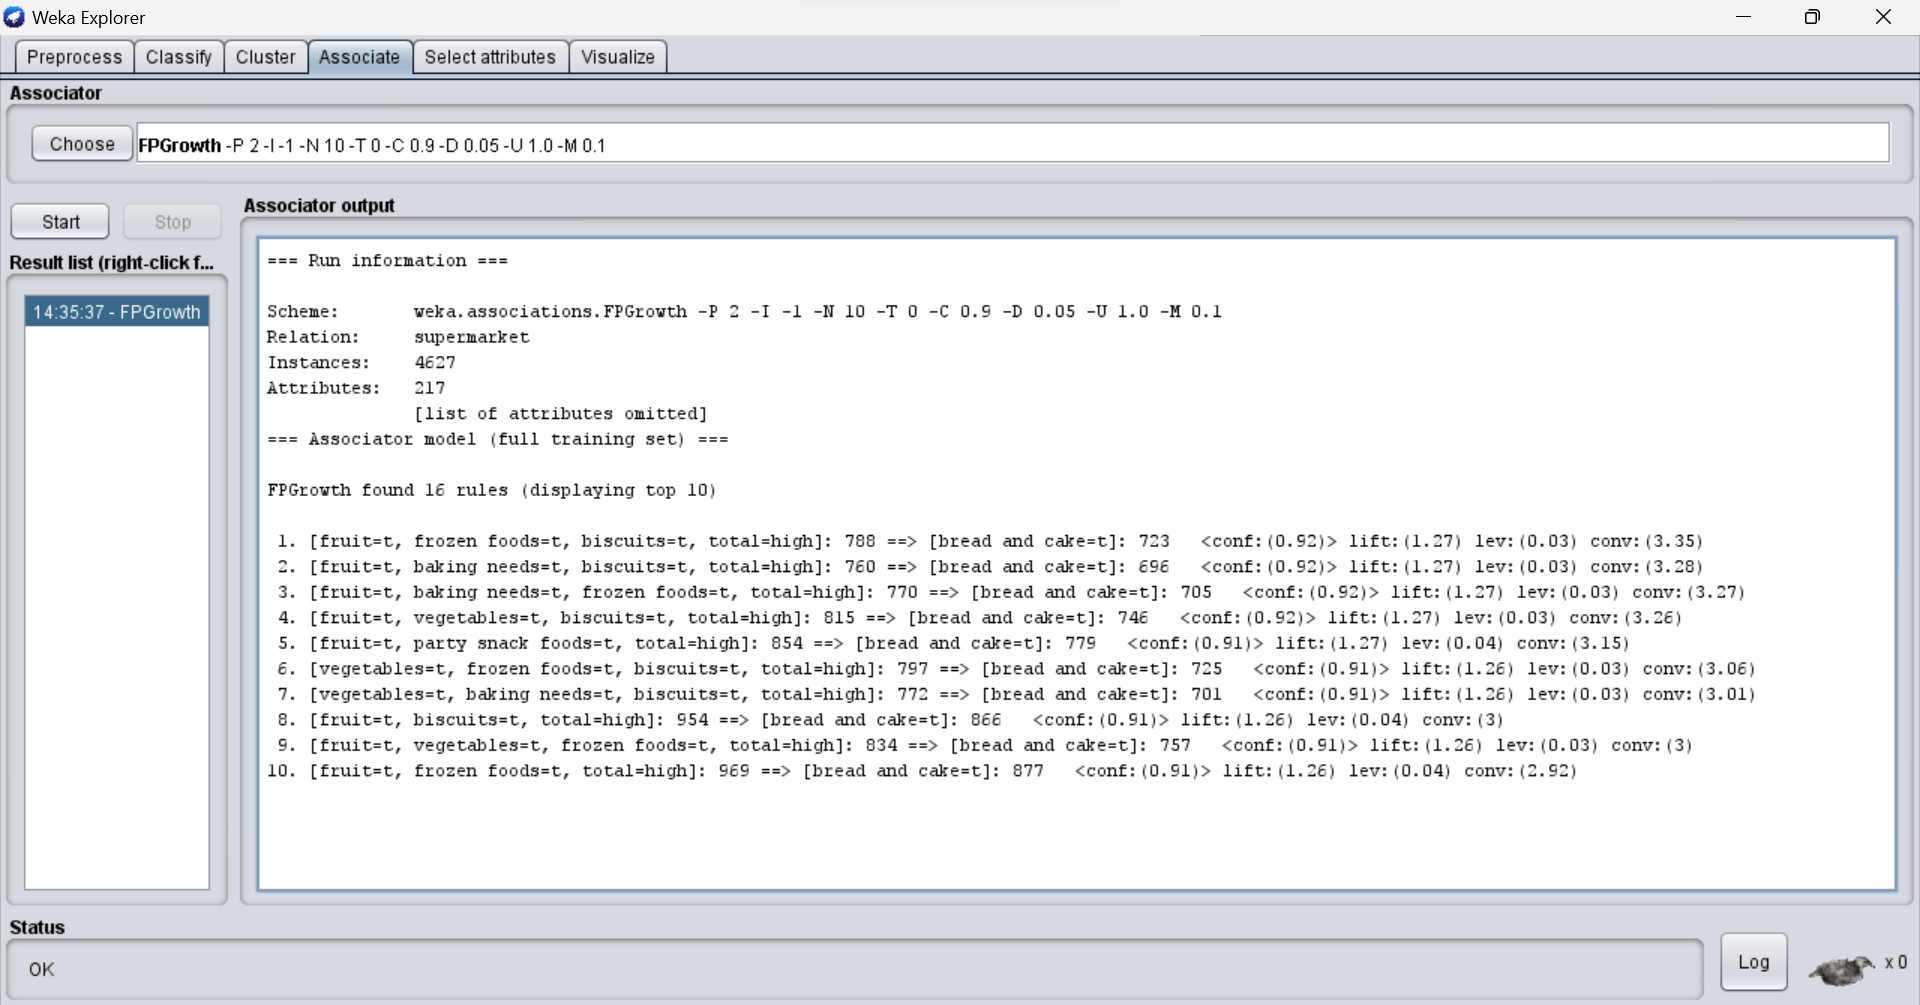 Weka Explorer
Preprocess Classify Cluster Associate Select attributes Visualize
Associator
Choose FPGrowth -P 2 -I -1 -N 10 -T 0 -C 0.9 -D 0.05 -U 1.0 -M 0.1
Start Stop
Result list (right-click f...
14:35:37 - FPGrowth
Associator output
=== Run information ===
Scheme: weka.associations.FPGrowth -P 2 -I -1 -N 10 -T 0 -C 0.9 -D 0.05 -U 1.0 -M 0.1
Relation: supermarket
Instances: 4627
Attributes: 217
[list of attributes omitted]
=== Associator model (full training set) ===
FPGrowth found 16 rules (displaying top 10)
1. [fruit=t, frozen foods=t, biscuits=t, total=high]: 788 ==> [bread and cake=t]: 723 <conf:(0.92)> lift:(1.27) lev:(0.03) conv:(3.35)
2. [fruit=t, baking needs=t, biscuits=t, total=high]: 760 ==> [bread and cake=t]: 696 <conf:(0.92)> lift:(1.27) lev:(0.03) conv:(3.28)
3. [fruit=t, baking needs=t, frozen foods=t, total=high]: 770 ==> [bread and cake=t]: 705 <conf:(0.92)> lift:(1.27) lev:(0.03) conv:(3.27)
4. [fruit=t, vegetables=t, biscuits=t, total=high]: 815 ==> [bread and cake=t]: 746 <conf:(0.92)> lift:(1.27) lev:(0.03) conv:(3.26)
5. [fruit=t, party snack foods=t, total=high]: 854 ==> [bread and cake=t]: 779 <conf:(0.91)> lift:(1.27) lev:(0.04) conv:(3.15)
6. [vegetables=t, frozen foods=t, biscuits=t, total=high]: 797 ==> [bread and cake=t]: 725 <conf:(0.91)> lift:(1.26) lev:(0.03) conv:(3.06)
7. [vegetables=t, baking needs=t, biscuits=t, total=high]: 772 ==> [bread and cake=t]: 701 <conf:(0.91)> lift:(1.26) lev:(0.03) conv:(3.01)
8. [fruit=t, biscuits=t, total=high]: 954 ==> [bread and cake=t]: 866 <conf:(0.91)> lift:(1.26) lev:(0.04) conv:(3)
9. [fruit=t, vegetables=t, frozen foods=t, total=high]: 834 ==> [bread and cake=t]: 757 <conf:(0.91)> lift:(1.26) lev:(0.03) conv:(3)
10. [fruit=t, frozen foods=t, total=high]: 969 ==> [bread and cake=t]: 877 <conf:(0.91)> lift:(1.26) lev:(0.04) conv:(2.92)
Status
OK
Log x 0